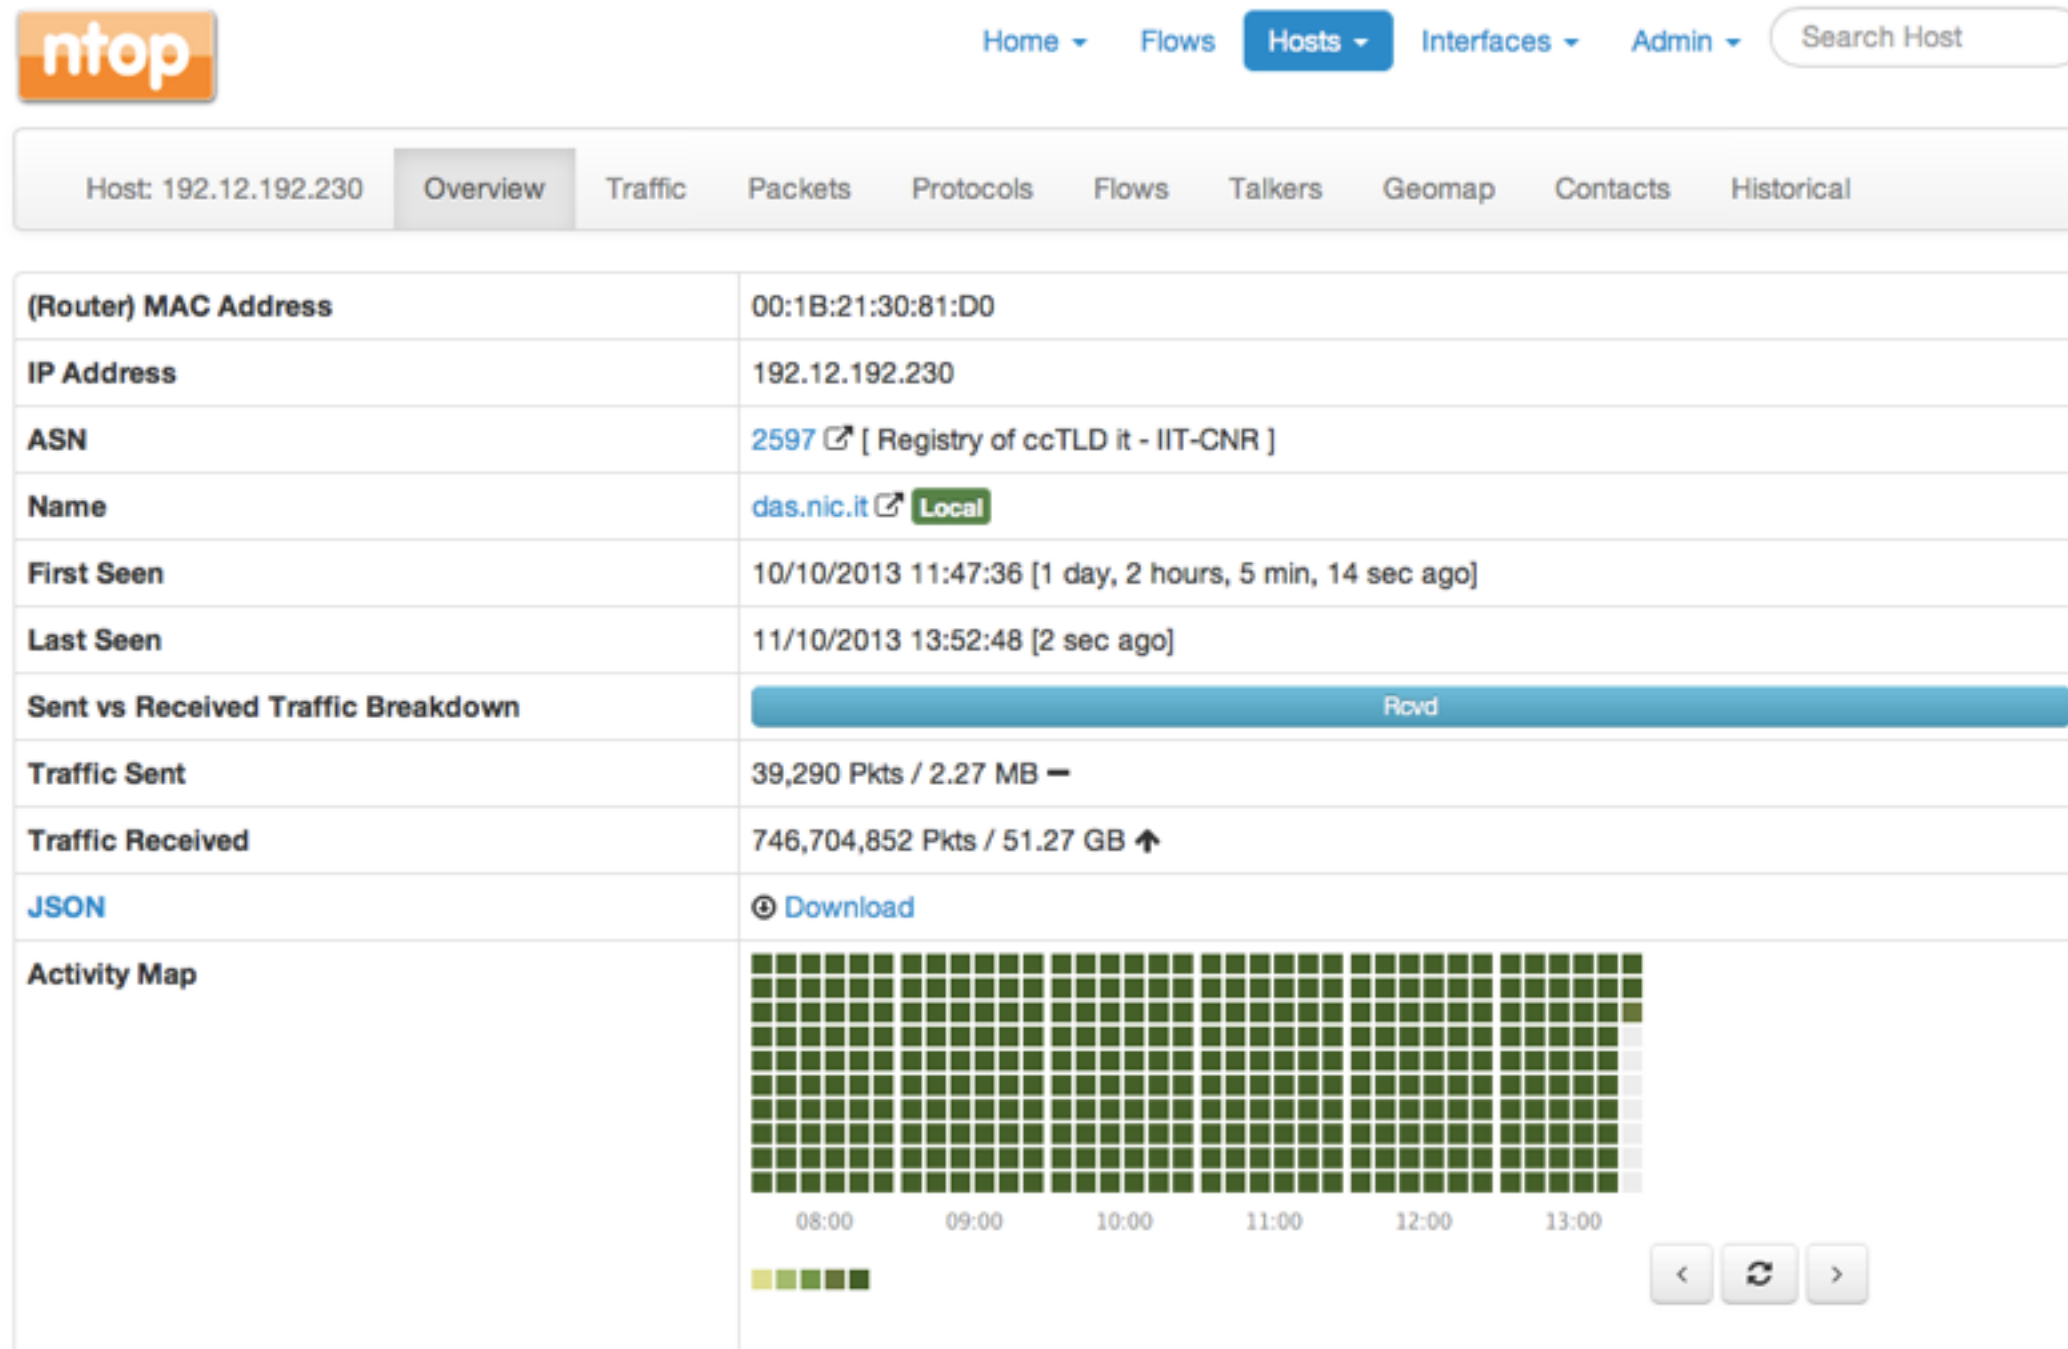 ntop
Home Flows Hosts Interfaces Admin Search Host
Host: 192.12.192.230 Overview Traffic Packets Protocols Flows Talkers Geomap Contacts Historical
(Router) MAC Address 00:1B:21:30:81:D0
IP Address 192.12.192.230
ASN 2597 [ Registry of ccTLD it - IIT-CNR ]
Name das.nic.it Local
First Seen 10/10/2013 11:47:36 [1 day, 2 hours, 5 min, 14 sec ago]
Last Seen 11/10/2013 13:52:48 [2 sec ago]
Sent vs Received Traffic Breakdown Rcvd
Traffic Sent 39,290 Pkts / 2.27 MB
Traffic Received 746,704,852 Pkts / 51.27 GB
JSON Download
Activity Map
08:00 09:00 10:00 11:00 12:00 13:00